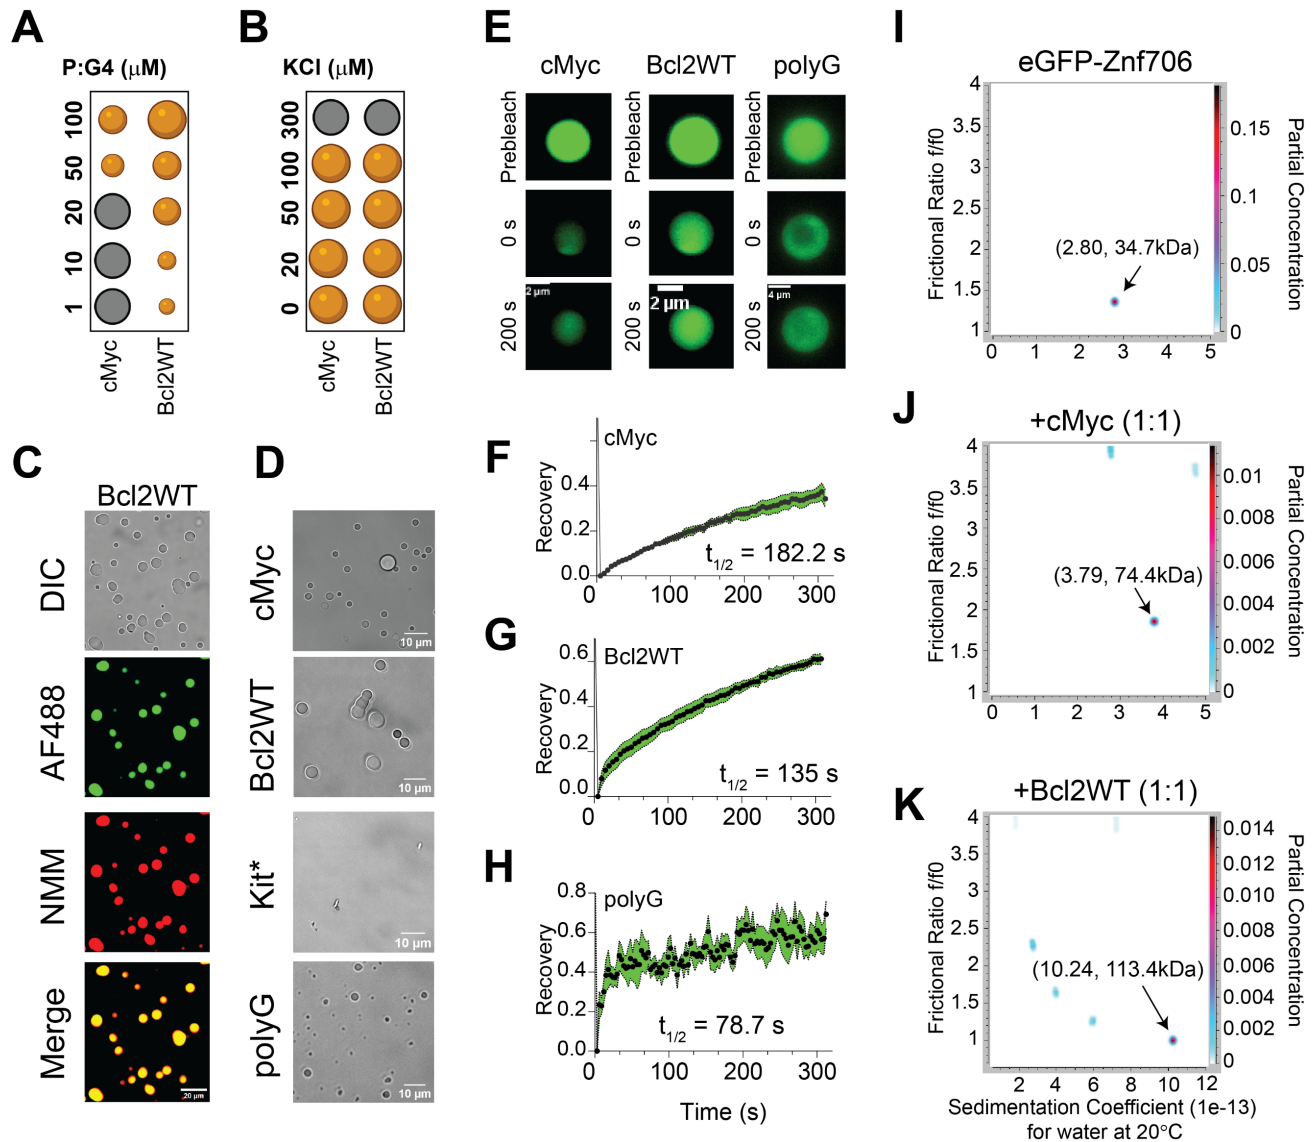 A
P:G4 (μM)
100
50
20
10
1
cMyc
Bcl2WT
B
KCl (μM)
300
100
50
20
0
cMyc
Bcl2WT
C
Bcl2WT
DIC
AF488
NMM
Merge
20 μm
D
cMyc
10 μm
Bcl2WT
10 μm
Kit*
10 μm
polyG
10 μm
E
cMyc
Bcl2WT
polyG
Prebleach
Prebleach
Prebleach
0 s
0 s
0 s
200 s
2 μm
200 s
2 μm
200 s
4 μm
F
cMyc
Recovery
0.4
0.2
0.0
t1/2 = 182.2 s
0
100
200
300
G
Bcl2WT
Recovery
0.6
0.4
0.2
0.0
t1/2 = 135 s
0
100
200
300
H
polyG
Recovery
0.8
0.6
0.4
0.2
0.0
t1/2 = 78.7 s
0
100
200
300
Time (s)
I
eGFP-Znf706
Frictional Ratio f/f0
4
3.5
3
2.5
2
1.5
1
(2.80, 34.7kDa)
0
1
2
3
4
5
0.15
0.1
0.05
0
Partial Concentration
J
+cMyc (1:1)
Frictional Ratio f/f0
4
3.5
3
2.5
2
1.5
1
(3.79, 74.4kDa)
0
1
2
3
4
5
0.01
0.008
0.006
0.004
0.002
0
Partial Concentration
K
+Bcl2WT (1:1)
Frictional Ratio f/f0
4
3.5
3
2.5
2
1.5
1
(10.24, 113.4kDa)
2
4
6
8
10
12
0.014
0.012
0.010
0.008
0.006
0.004
0.002
0
Partial Concentration
Sedimentation Coefficient (1e-13)
for water at 20°C